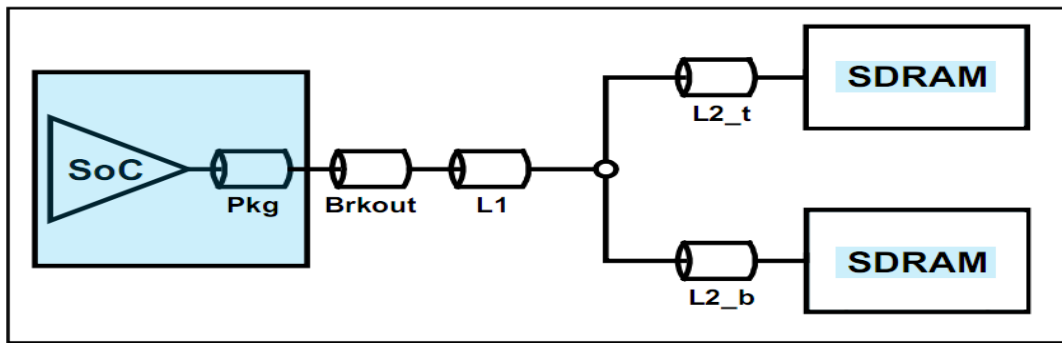 SDRAM
L2_t
SoC
Pkg
Brkout
L1
SDRAM
L2_b